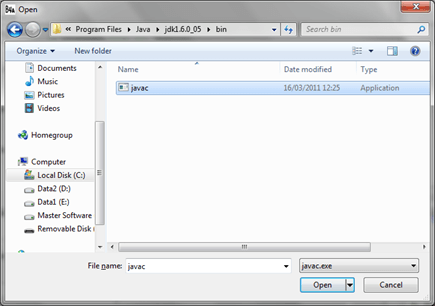 B4A Open
« Program Files ▸ Java ▸ jdk1.6.0_05 ▸ bin
Search bin
Organize New folder
Documents
Music
Pictures
Videos
Homegroup
Computer
Local Disk (C:)
Data2 (D:)
Data1 (E:)
Master Software
Removable Disk
Name Date modified Type
javac 16/03/2011 12:25 Application
File name: javac javac.exe
Open Cancel